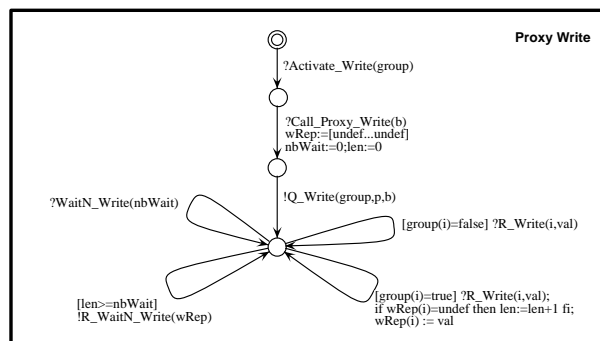 Proxy Write
?Activate_Write(group)
?Call_Proxy_Write(b)
wRep:=[undef...undef]
nbWait:=0;len:=0
!Q_Write(group,p,b)
?WaitN_Write(nbWait)
[group(i)=false] ?R_Write(i,val)
[len>=nbWait]
!R_WaitN_Write(wRep)
[group(i)=true] ?R_Write(i,val);
if wRep(i)=undef then len:=len+1 fi;
wRep(i) := val